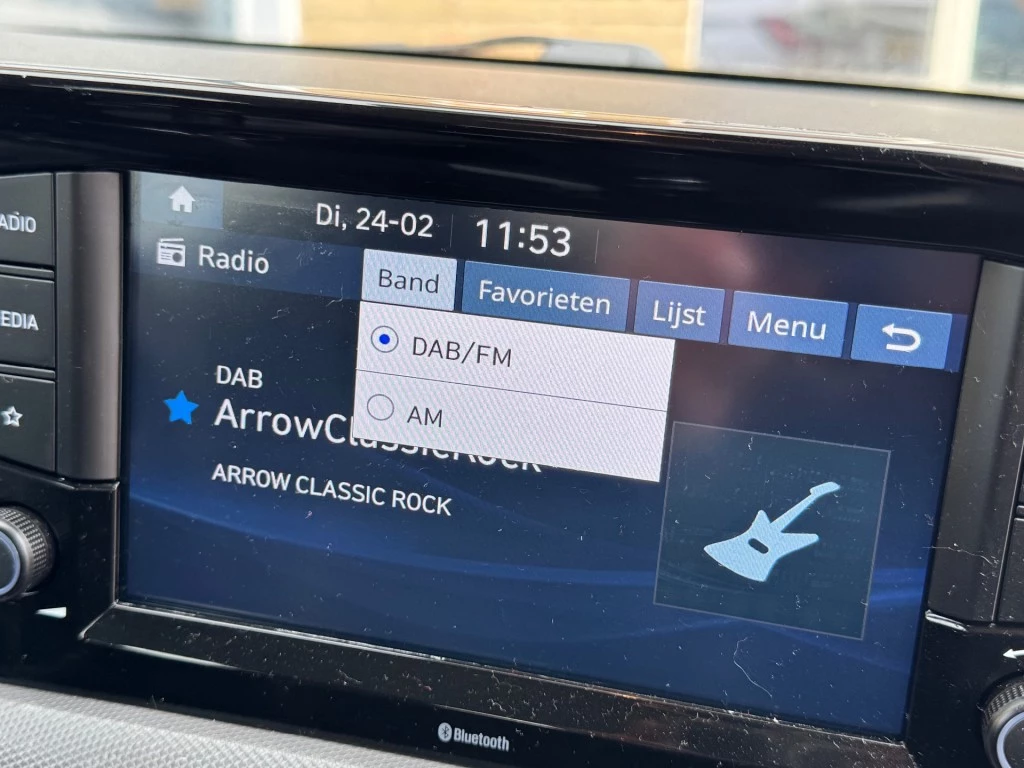 Di, 24-02 11:53
ADIO
Radio
Band Favorieten Lijst Menu
EDIA
DAB/FM
DAB
AM
ArrowClassicRock
ARROW CLASSIC ROCK
Bluetooth